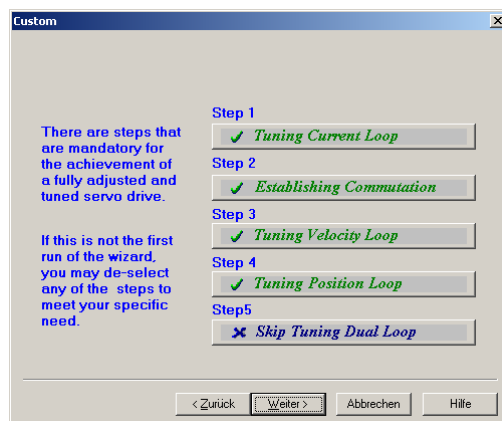 Custom
There are steps that
are mandatory for
the achievement of
a fully adjusted and
tuned servo drive.
If this is not the first
run of the wizard,
you may de-select
any of the steps to
meet your specific
need.
Step 1
Tuning Current Loop
Step 2
Establishing Commutation
Step 3
Tuning Velocity Loop
Step 4
Tuning Position Loop
Step5
Skip Tuning Dual Loop
< Zurück
Weiter >
Abbrechen
Hilfe